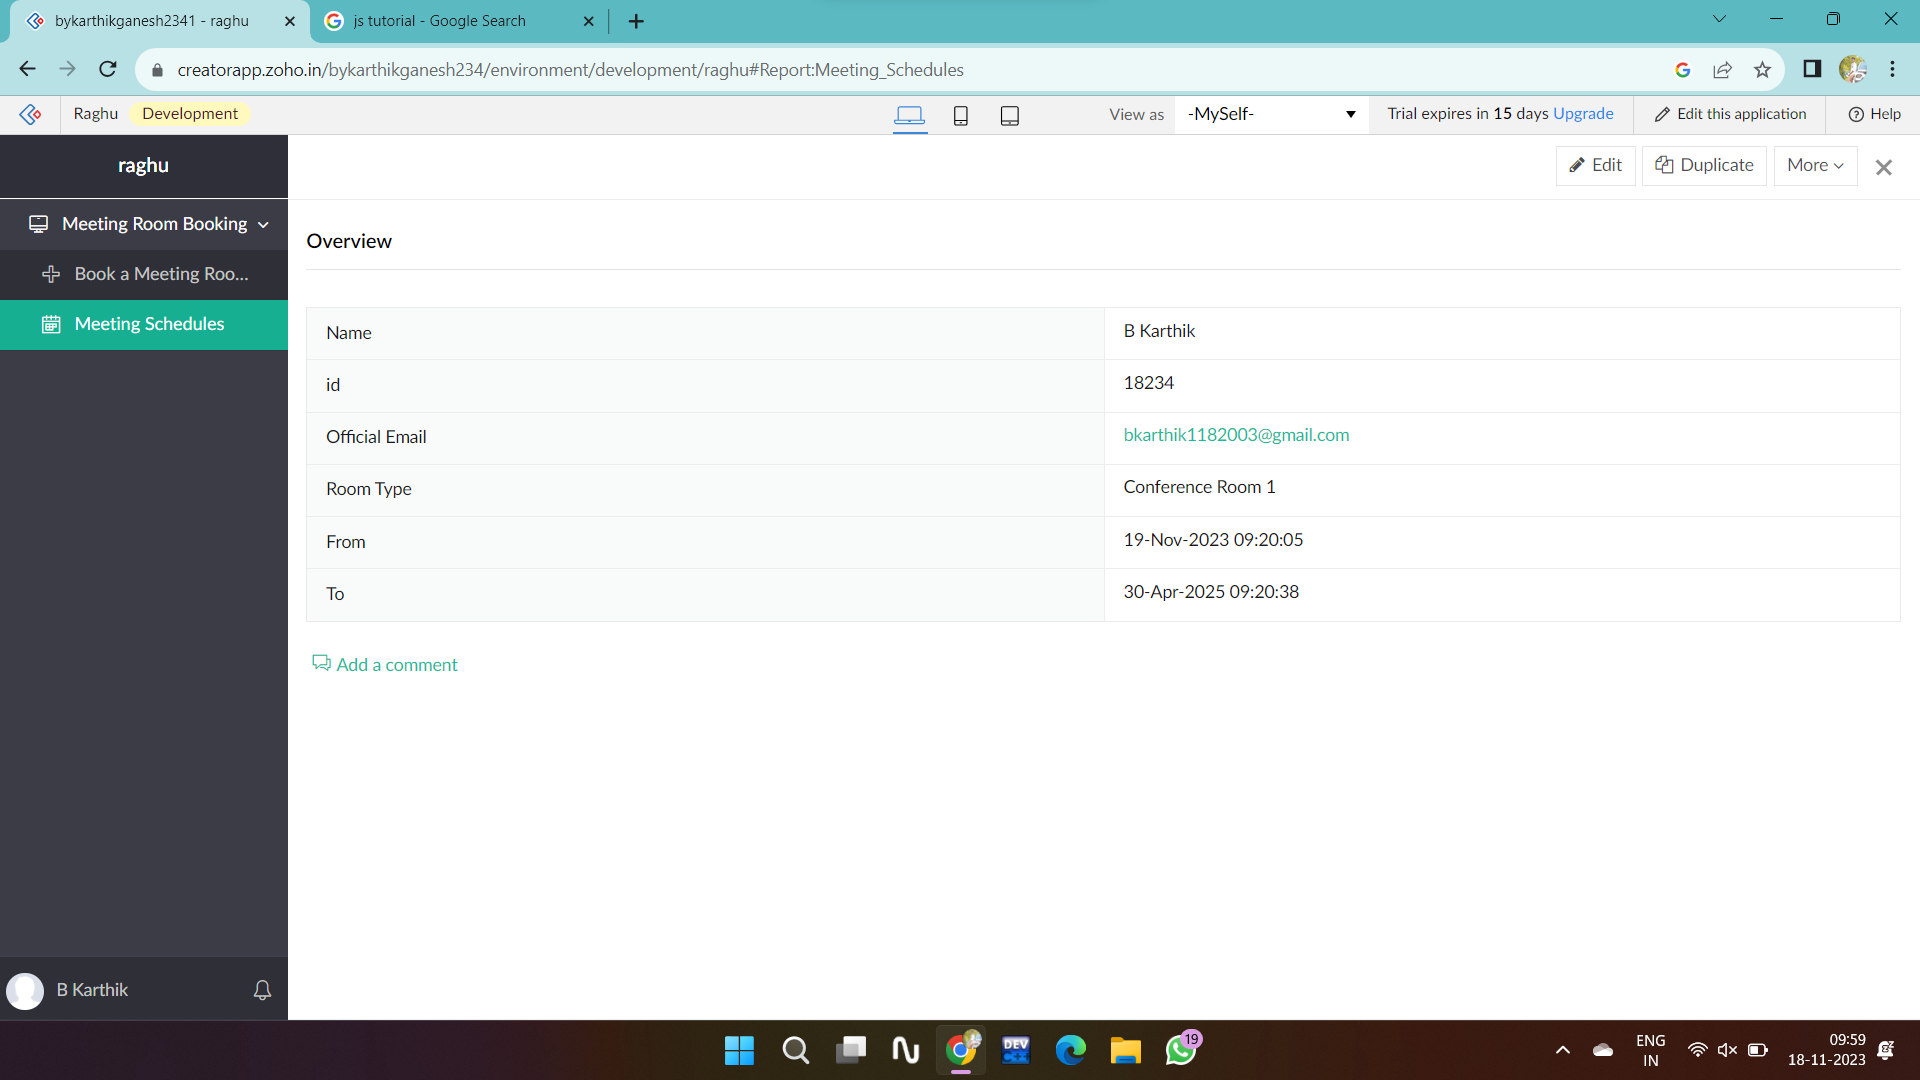 bykarthikganesh2341 - raghu
js tutorial - Google Search
creatorapp.zoho.in/bykarthikganesh234/environment/development/raghu#Report:Meeting_Schedules
Raghu Development View as -MySelf- Trial expires in 15 days Upgrade Edit this application Help
raghu
Edit Duplicate More
Meeting Room Booking
Book a Meeting Roo...
Meeting Schedules
Overview
Name B Karthik
id 18234
Official Email bkarthik1182003@gmail.com
Room Type Conference Room 1
From 19-Nov-2023 09:20:05
To 30-Apr-2025 09:20:38
Add a comment
B Karthik
DEV
C++
19
ENG
IN
09:59
18-11-2023